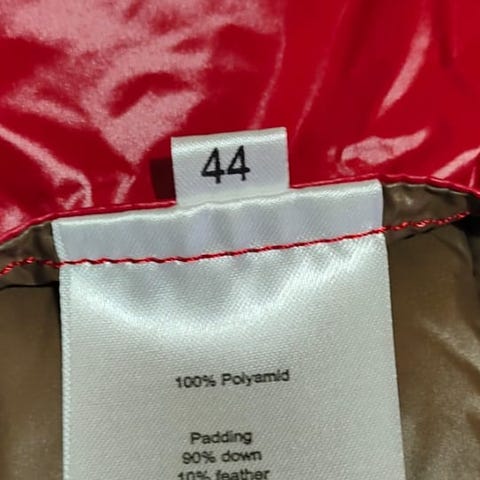 44
100% Polyamid
Padding
90% down
10% feather